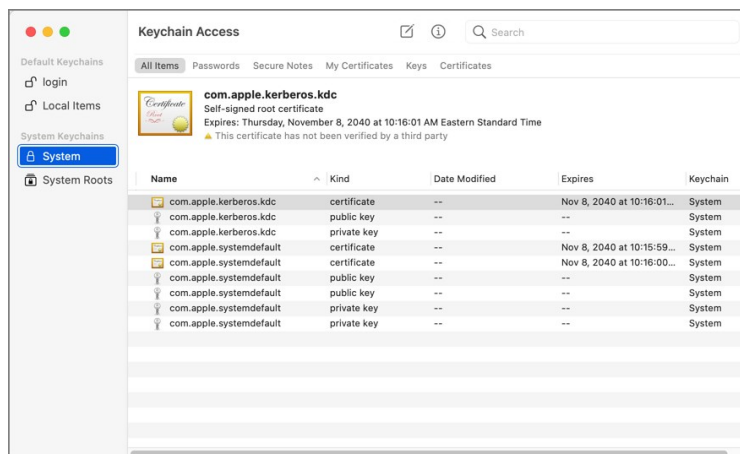 Keychain Access
Search
Default Keychains
login
Local Items
System Keychains
System
System Roots
All Items Passwords Secure Notes My Certificates Keys Certificates
Certificate
Root
com.apple.kerberos.kdc
Self-signed root certificate
Expires: Thursday, November 8, 2040 at 10:16:01 AM Eastern Standard Time
This certificate has not been verified by a third party
Name Kind Date Modified Expires Keychain
com.apple.kerberos.kdc certificate -- Nov 8, 2040 at 10:16:01... System
com.apple.kerberos.kdc public key -- -- System
com.apple.kerberos.kdc private key -- -- System
com.apple.systemdefault certificate -- Nov 8, 2040 at 10:15:59... System
com.apple.systemdefault certificate -- Nov 8, 2040 at 10:16:00... System
com.apple.systemdefault public key -- -- System
com.apple.systemdefault public key -- -- System
com.apple.systemdefault private key -- -- System
com.apple.systemdefault private key -- -- System